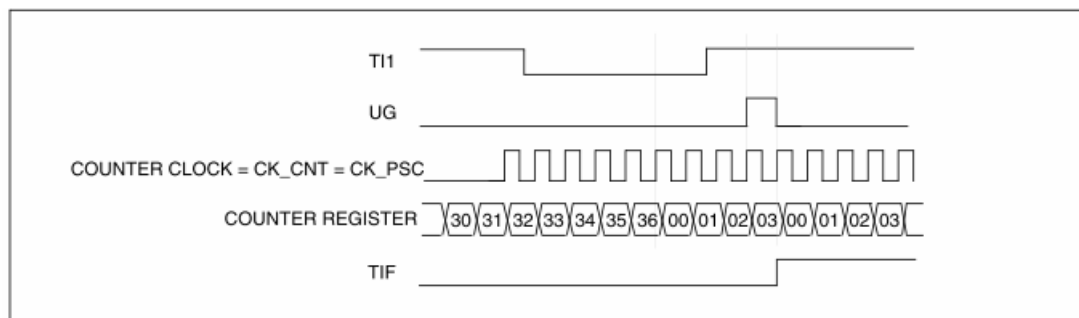 TI1
UG
COUNTER CLOCK = CK_CNT = CK_PSC
COUNTER REGISTER 30 31 32 33 34 35 36 00 01 02 03 00 01 02 03
TIF